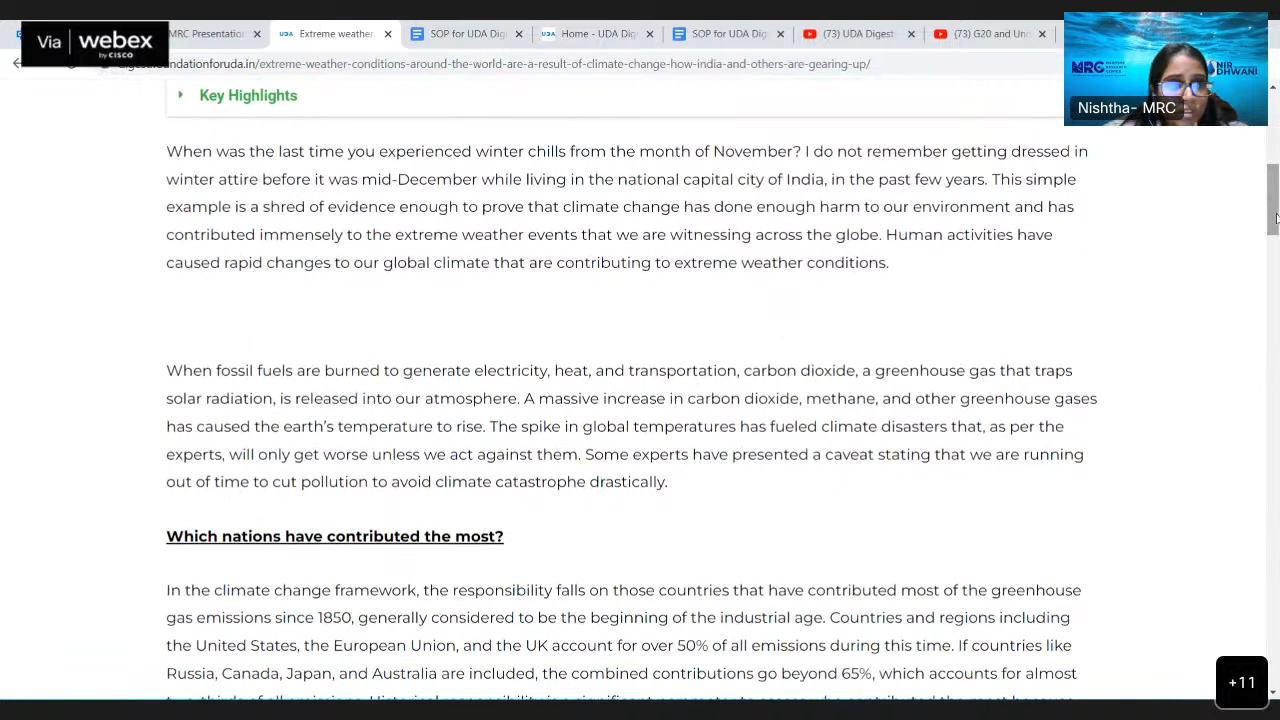 Via webex
by CISCO
MRC Presentation
Extreme weather
SOP for UDA Dige
Home - UDA Dig
SOP for UDA Dige
(73) UDA Digest
(73) G20 and Un
foundationforuda.in/extreme-weather-conditions-around-the-world-are-a-result-of-climate-change-how-india-and-others-are-gearing-up/
MRC
NIR DHWANI
Nishtha- MRC
Key Highlights
When was the last time you experienced winter chills from the month of November? I do not remember getting dressed in
winter attire before it was mid-December while living in the national capital city of India, in the past few years. This simple
example is a shred of evidence enough to prove that climate change has done enough harm to our environment and has
contributed immensely to the extreme weather events that we are witnessing across the globe. Human activities have
caused rapid changes to our global climate that are contributing to extreme weather conditions.
When fossil fuels are burned to generate electricity, heat, and transportation, carbon dioxide, a greenhouse gas that traps
solar radiation, is released into our atmosphere. A massive increase in carbon dioxide, methane, and other greenhouse gases
has caused the earth's temperature to rise. The spike in global temperatures has fueled climate disasters that, as per the
experts, will only get worse unless we act against them. Some experts have presented a caveat stating that we are running
out of time to cut pollution to avoid climate catastrophe drastically.
Which nations have contributed the most?
In the climate change framework, the responsibility falls on those countries that have contributed most of the greenhouse
gas emissions since 1850, generally considered to be the beginning of the industrial age. Countries and regions including
the United States, the European Union, and the UK account for over 50% of all emissions during this time. If countries like
Russia, Canada, Japan, and Australia are included, the combined contributions go beyond 65%, which accounts for almost
+11